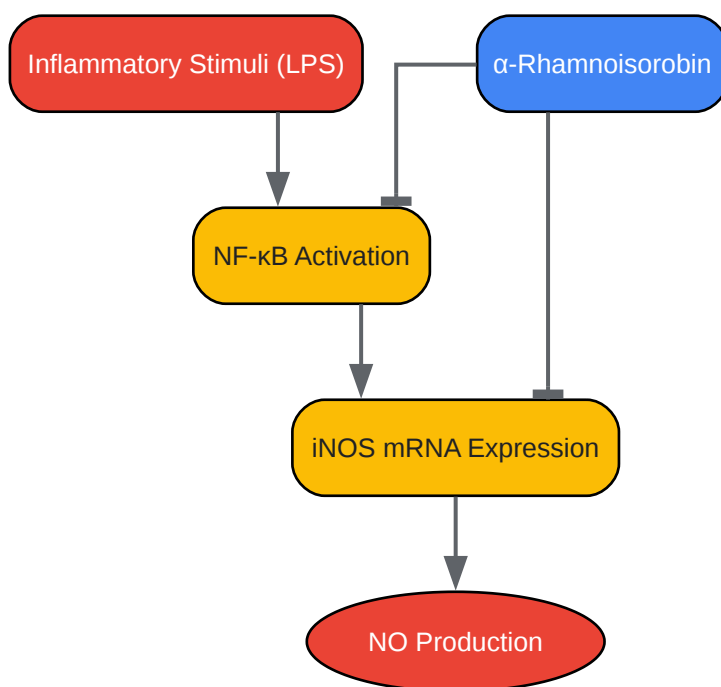 Inflammatory Stimuli (LPS)
α-Rhamnoisorobin
NF-κB Activation
iNOS mRNA Expression
NO Production